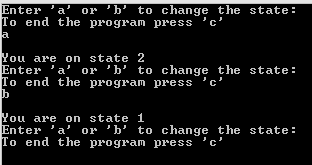 Enter 'a' or 'b' to change the state:
To end the program press 'c'
a
You are on state 2
Enter 'a' or 'b' to change the state:
To end the program press 'c'
b
You are on state 1
Enter 'a' or 'b' to change the state:
To end the program press 'c'